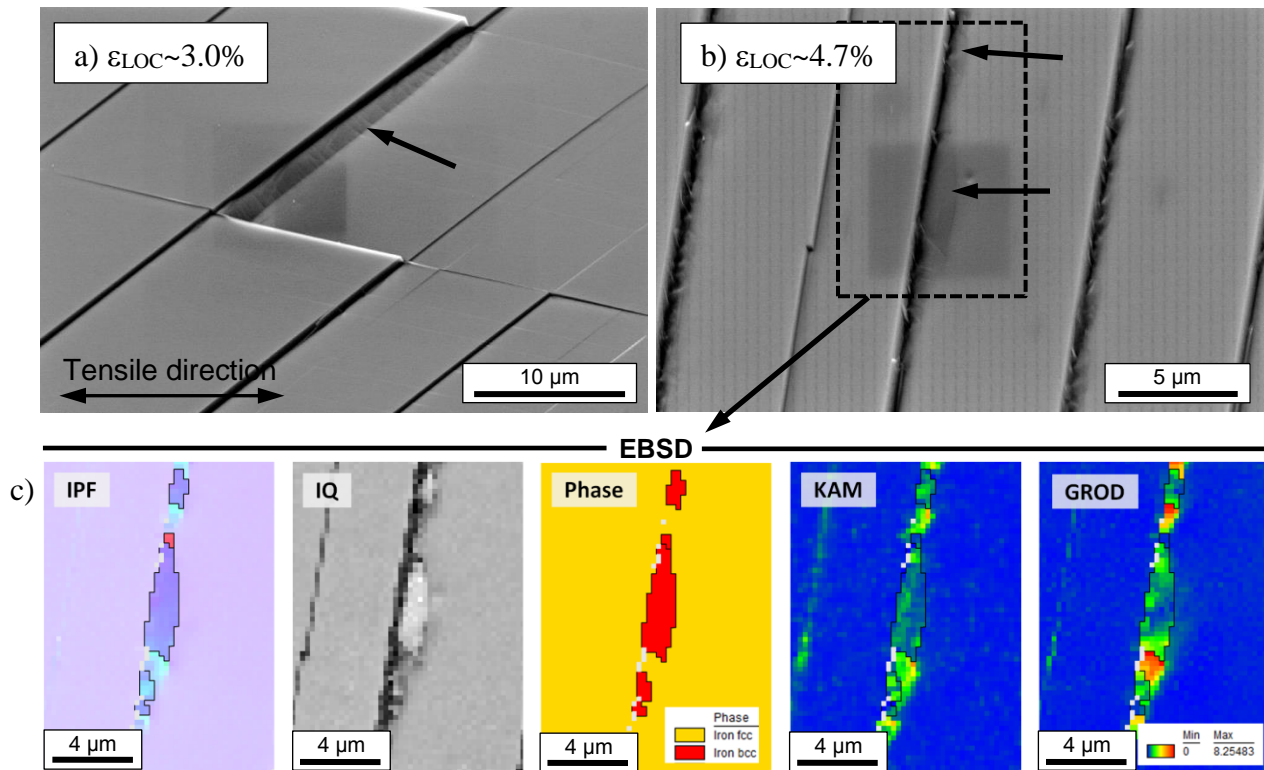 a) εLOC~3.0%
b) εLOC~4.7%
Tensile direction
10 µm
5 µm
EBSD
c)
IPF
IQ
Phase
KAM
GROD
Phase
Iron fcc
Iron bcc
Min Max
0 8.25483
4 µm
4 µm
4 µm
4 µm
4 µm